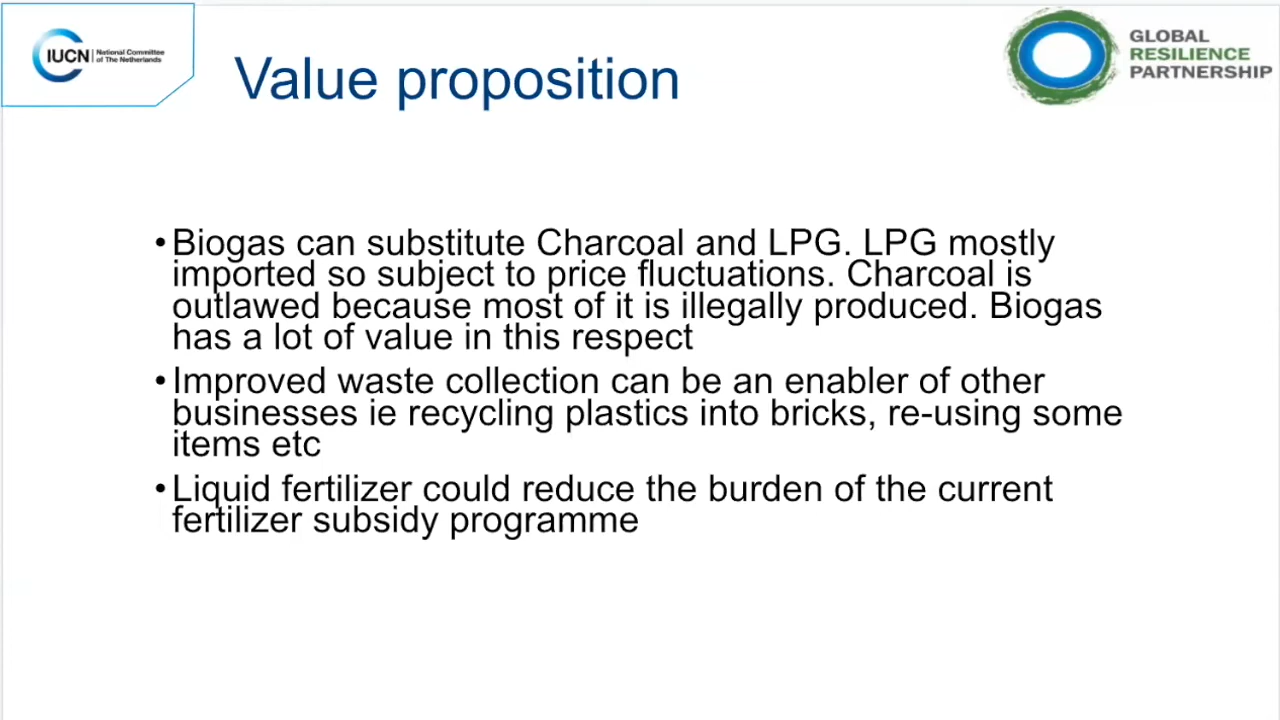 IUCN
National Committee
of The Netherlands
GLOBAL
RESILIENCE
PARTNERSHIP
Value proposition
• Biogas can substitute Charcoal and LPG. LPG mostly
imported so subject to price fluctuations. Charcoal is
outlawed because most of it is illegally produced. Biogas
has a lot of value in this respect
• Improved waste collection can be an enabler of other
businesses ie recycling plastics into bricks, re-using some
items etc
• Liquid fertilizer could reduce the burden of the current
fertilizer subsidy programme